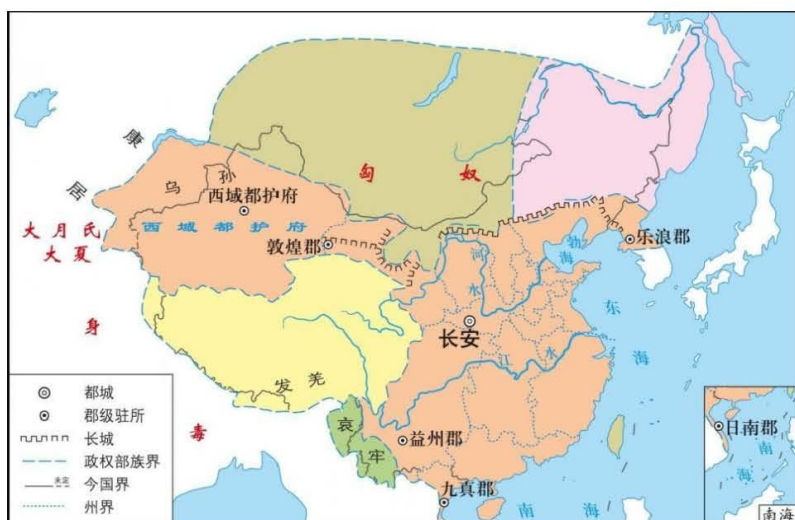 匈 奴
康
居
乌 孙
西域都护府
西域都护府
大月氏
大夏
敦煌郡
乐浪郡
渤
海
河
水
长安
东
海
江 水
身
毒
发 羌
哀
牢
益州郡
九真郡
南 海
都城
郡级驻所
长城
政权部族界
未定
今国界
州界
日南郡
南
海
南海